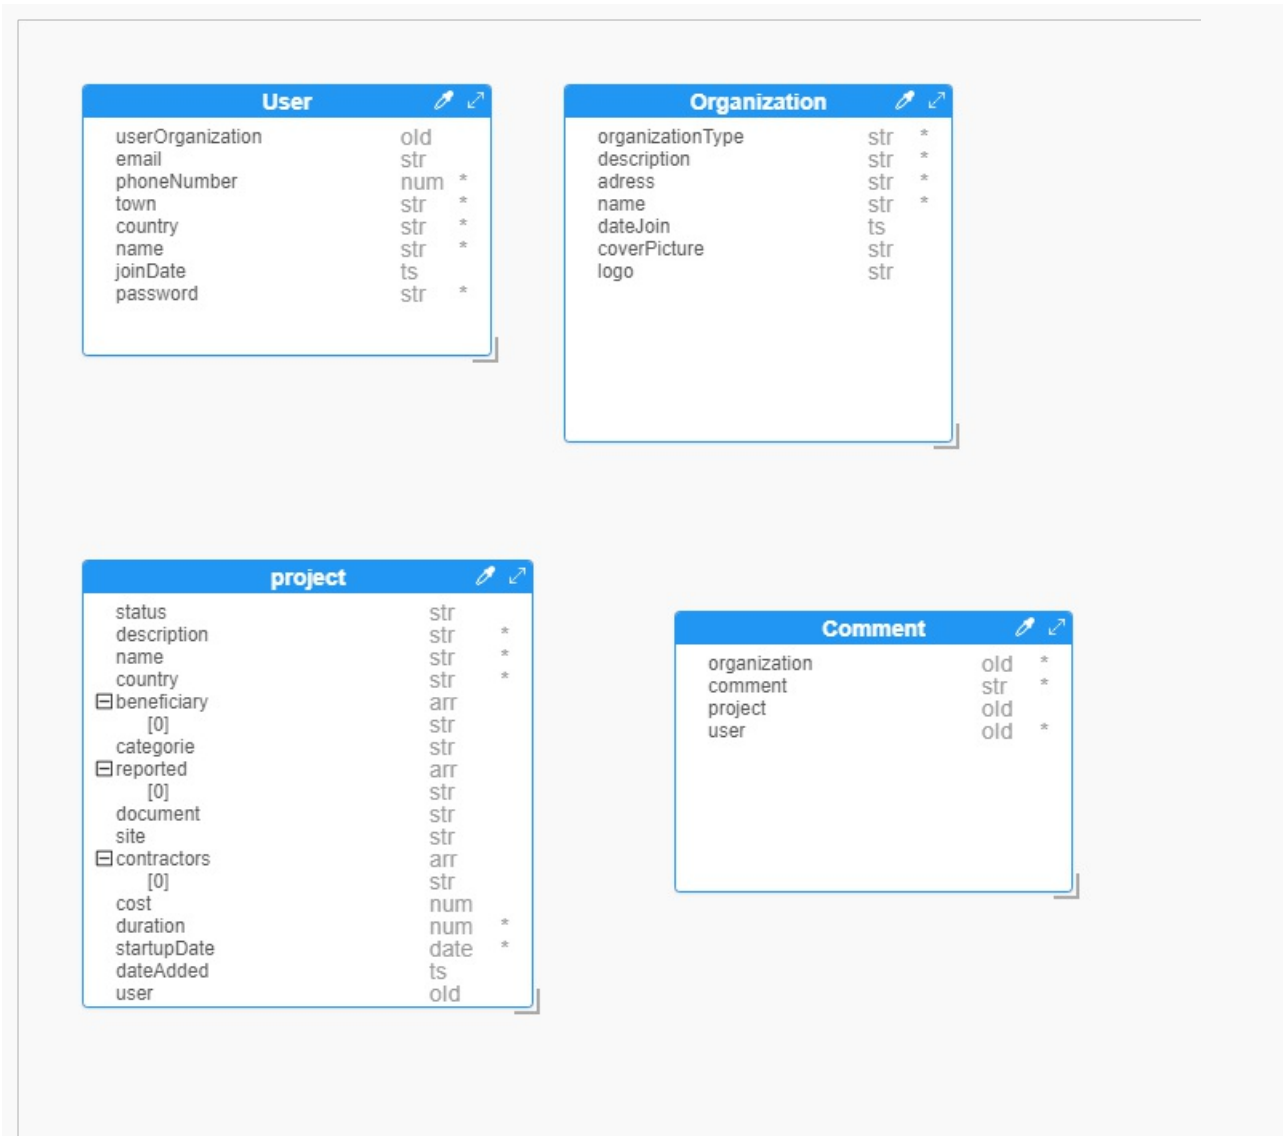 User
userOrganization oId
email str
phoneNumber num *
town str *
country str *
name str *
joinDate ts
password str *
Organization
organizationType str *
description str *
adress str *
name str *
dateJoin ts
coverPicture str
logo str
project
status str
description str *
name str *
country str *
beneficiary arr
[0] str
categorie str
reported arr
[0] str
document str
site str
contractors arr
[0] str
cost num
duration num *
startupDate date *
dateAdded ts
user oId
Comment
organization oId *
comment str *
project oId
user oId *